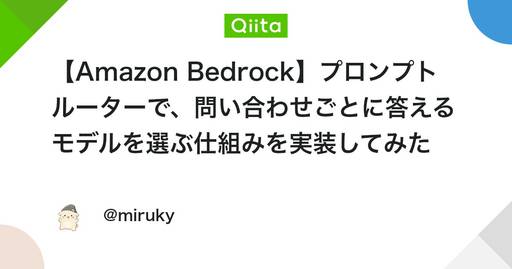 Qiita
【Amazon Bedrock】プロンプト
ルーターで、問い合わせごとに答える
モデルを選ぶ仕組みを実装してみた
@miruky